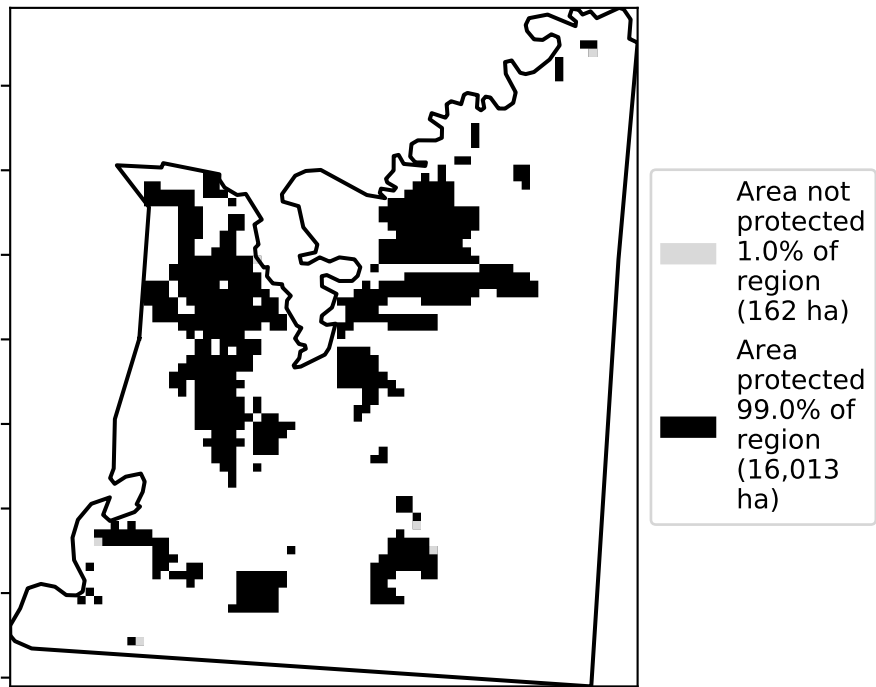 Area not
protected
1.0% of
region
(162 ha)
Area
protected
99.0% of
region
(16,013
ha)